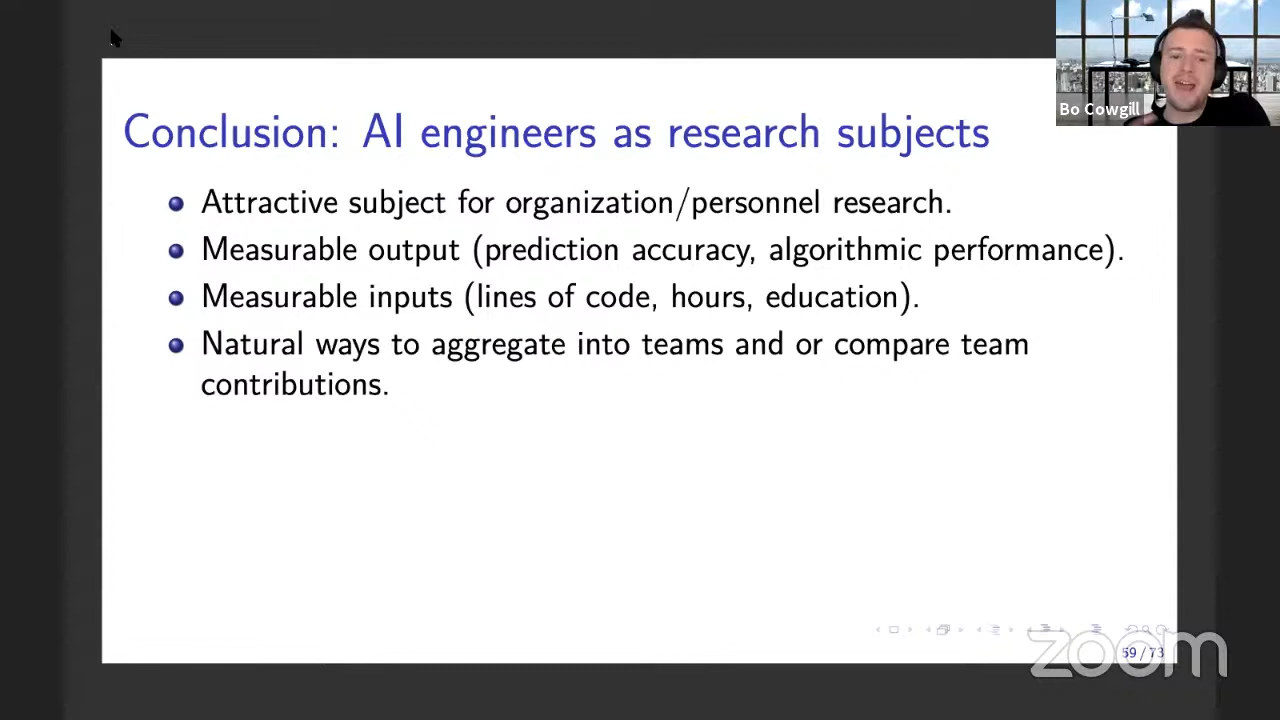 Bo Cowgill
Conclusion: AI engineers as research subjects
Attractive subject for organization/personnel research.
Measurable output (prediction accuracy, algorithmic performance).
Measurable inputs (lines of code, hours, education).
Natural ways to aggregate into teams and or compare team
contributions.
59 / 73
zoom